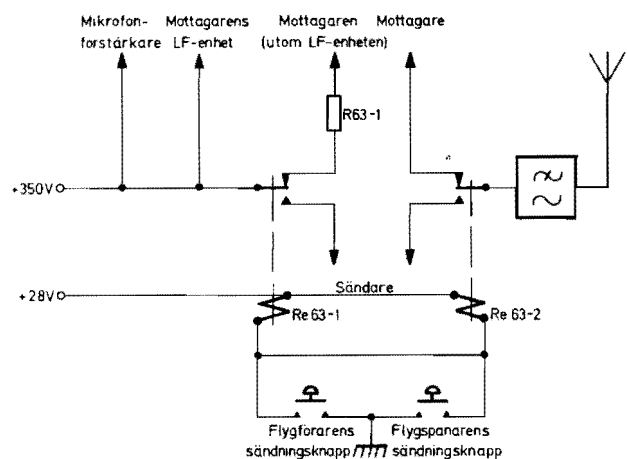 Mikrofon-
förstärkare
Mottagarens
LF-enhet
Mottagaren
(utom LF-enheten)
Mottagare
R63-1
+350V
+28V
Sändare
Re 63-1
Re 63-2
Flygförarens
sändningsknapp
Flygspanarens
sändningsknapp